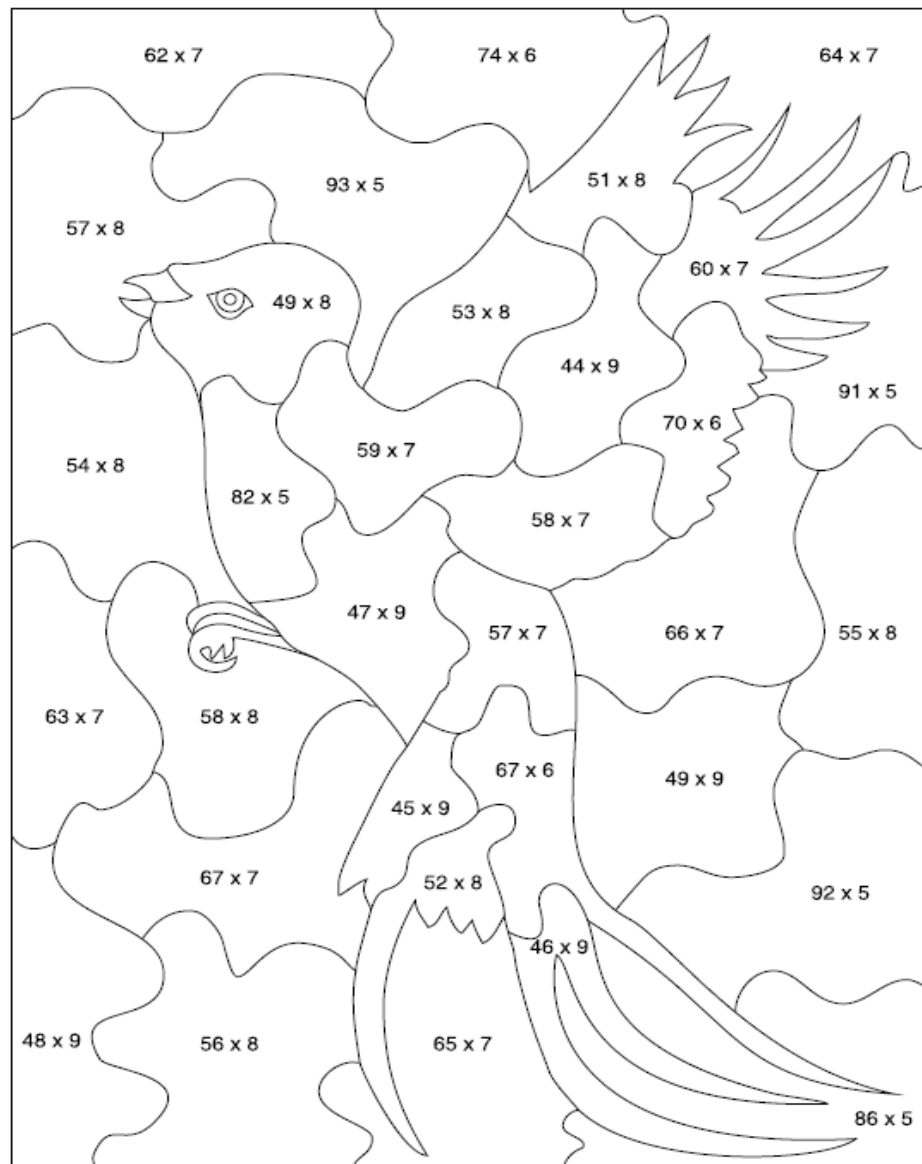 62 x 7
74 x 6
64 x 7
93 x 5
51 x 8
57 x 8
60 x 7
49 x 8
53 x 8
44 x 9
91 x 5
70 x 6
59 x 7
54 x 8
82 x 5
58 x 7
47 x 9
57 x 7
66 x 7
55 x 8
63 x 7
58 x 8
67 x 6
49 x 9
45 x 9
67 x 7
52 x 8
92 x 5
46 x 9
48 x 9
56 x 8
65 x 7
86 x 5